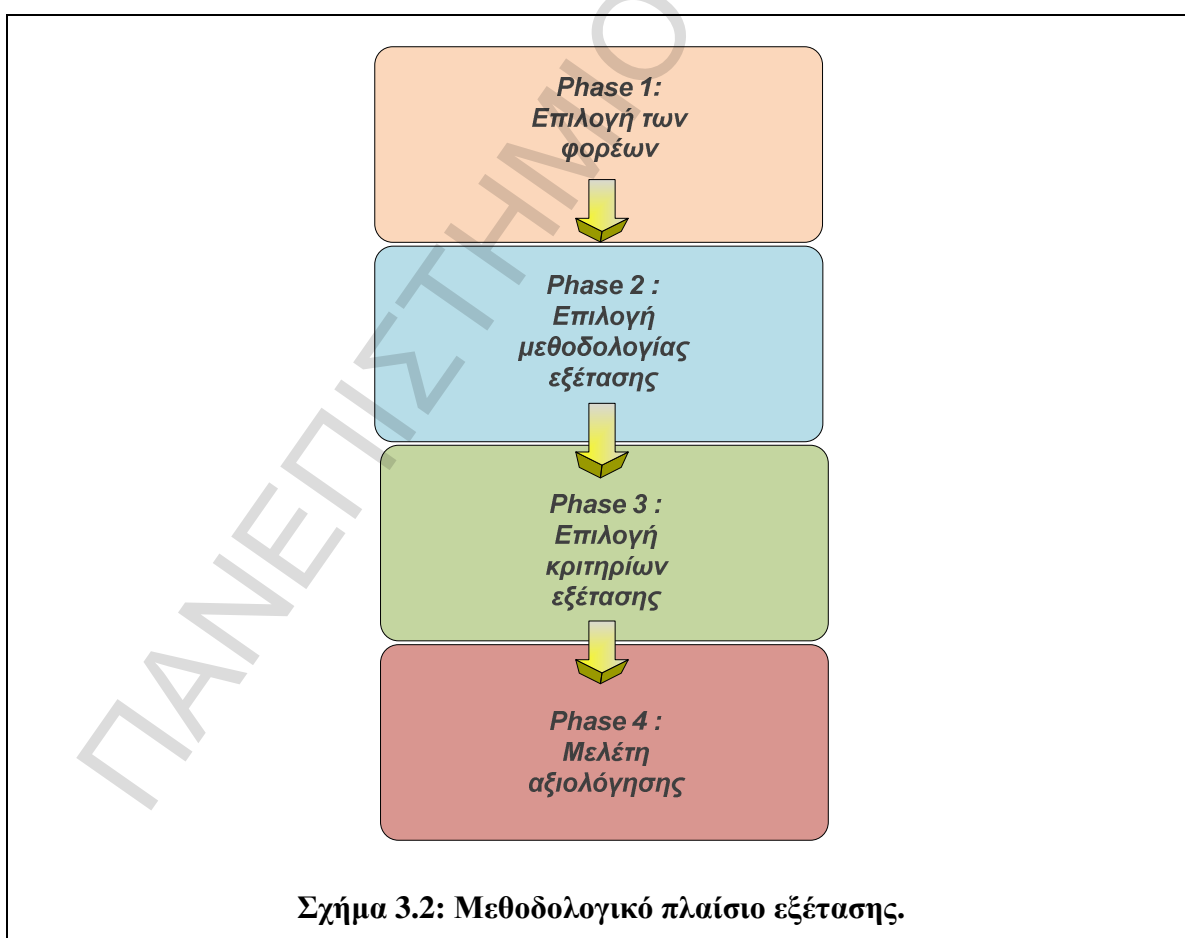 Phase 1:
Επιλογή των
φορέων
Phase 2 :
Επιλογή
μεθοδολογίας
εξέτασης
Phase 3 :
Επιλογή
κριτηρίων
εξέτασης
Phase 4 :
Μελέτη
αξιολόγησης
Σχήμα 3.2: Μεθοδολογικό πλαίσιο εξέτασης.
ΠΑΝΕΠΙΣΤΗΜΙΟ